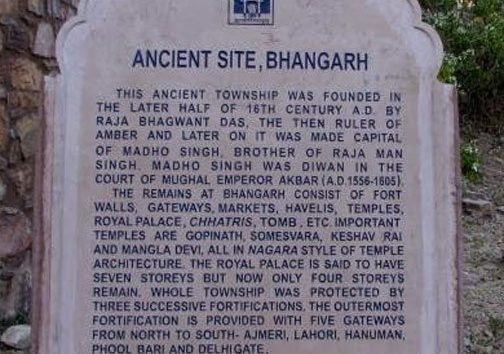 ANCIENT SITE, BHANGARH
THIS ANCIENT TOWNSHIP WAS FOUNDED IN
THE LATER HALF OF 16TH CENTURY A.D. BY
RAJA BHAGWANT DAS, THE THEN RULER OF
AMBER AND LATER ON IT WAS MADE CAPITAL
OF MADHO SINGH, BROTHER OF RAJA MAN
SINGH. MADHO SINGH WAS DIWAN IN THE
COURT OF MUGHAL EMPEROR AKBAR (A.D.1556-1605).
THE REMAINS AT BHANGARH CONSIST OF FORT
WALLS, GATEWAYS, MARKETS, HAVELIS, TEMPLES,
ROYAL PALACE, CHHATRIS, TOMB, ETC. IMPORTANT
TEMPLES ARE GOPINATH, SOMESVARA, KESHAV RAI
AND MANGLA DEVI, ALL IN NAGARA STYLE OF TEMPLE
ARCHITECTURE. THE ROYAL PALACE IS SAID TO HAVE
SEVEN STOREYS BUT NOW ONLY FOUR STOREYS
REMAIN. WHOLE TOWNSHIP WAS PROTECTED BY
THREE SUCCESSIVE FORTIFICATIONS. THE OUTERMOST
FORTIFICATION IS PROVIDED WITH FIVE GATEWAYS
FROM NORTH TO SOUTH- AJMERI, LAHORI, HANUMAN,
PHOOL BARI AND DELHI GATE.